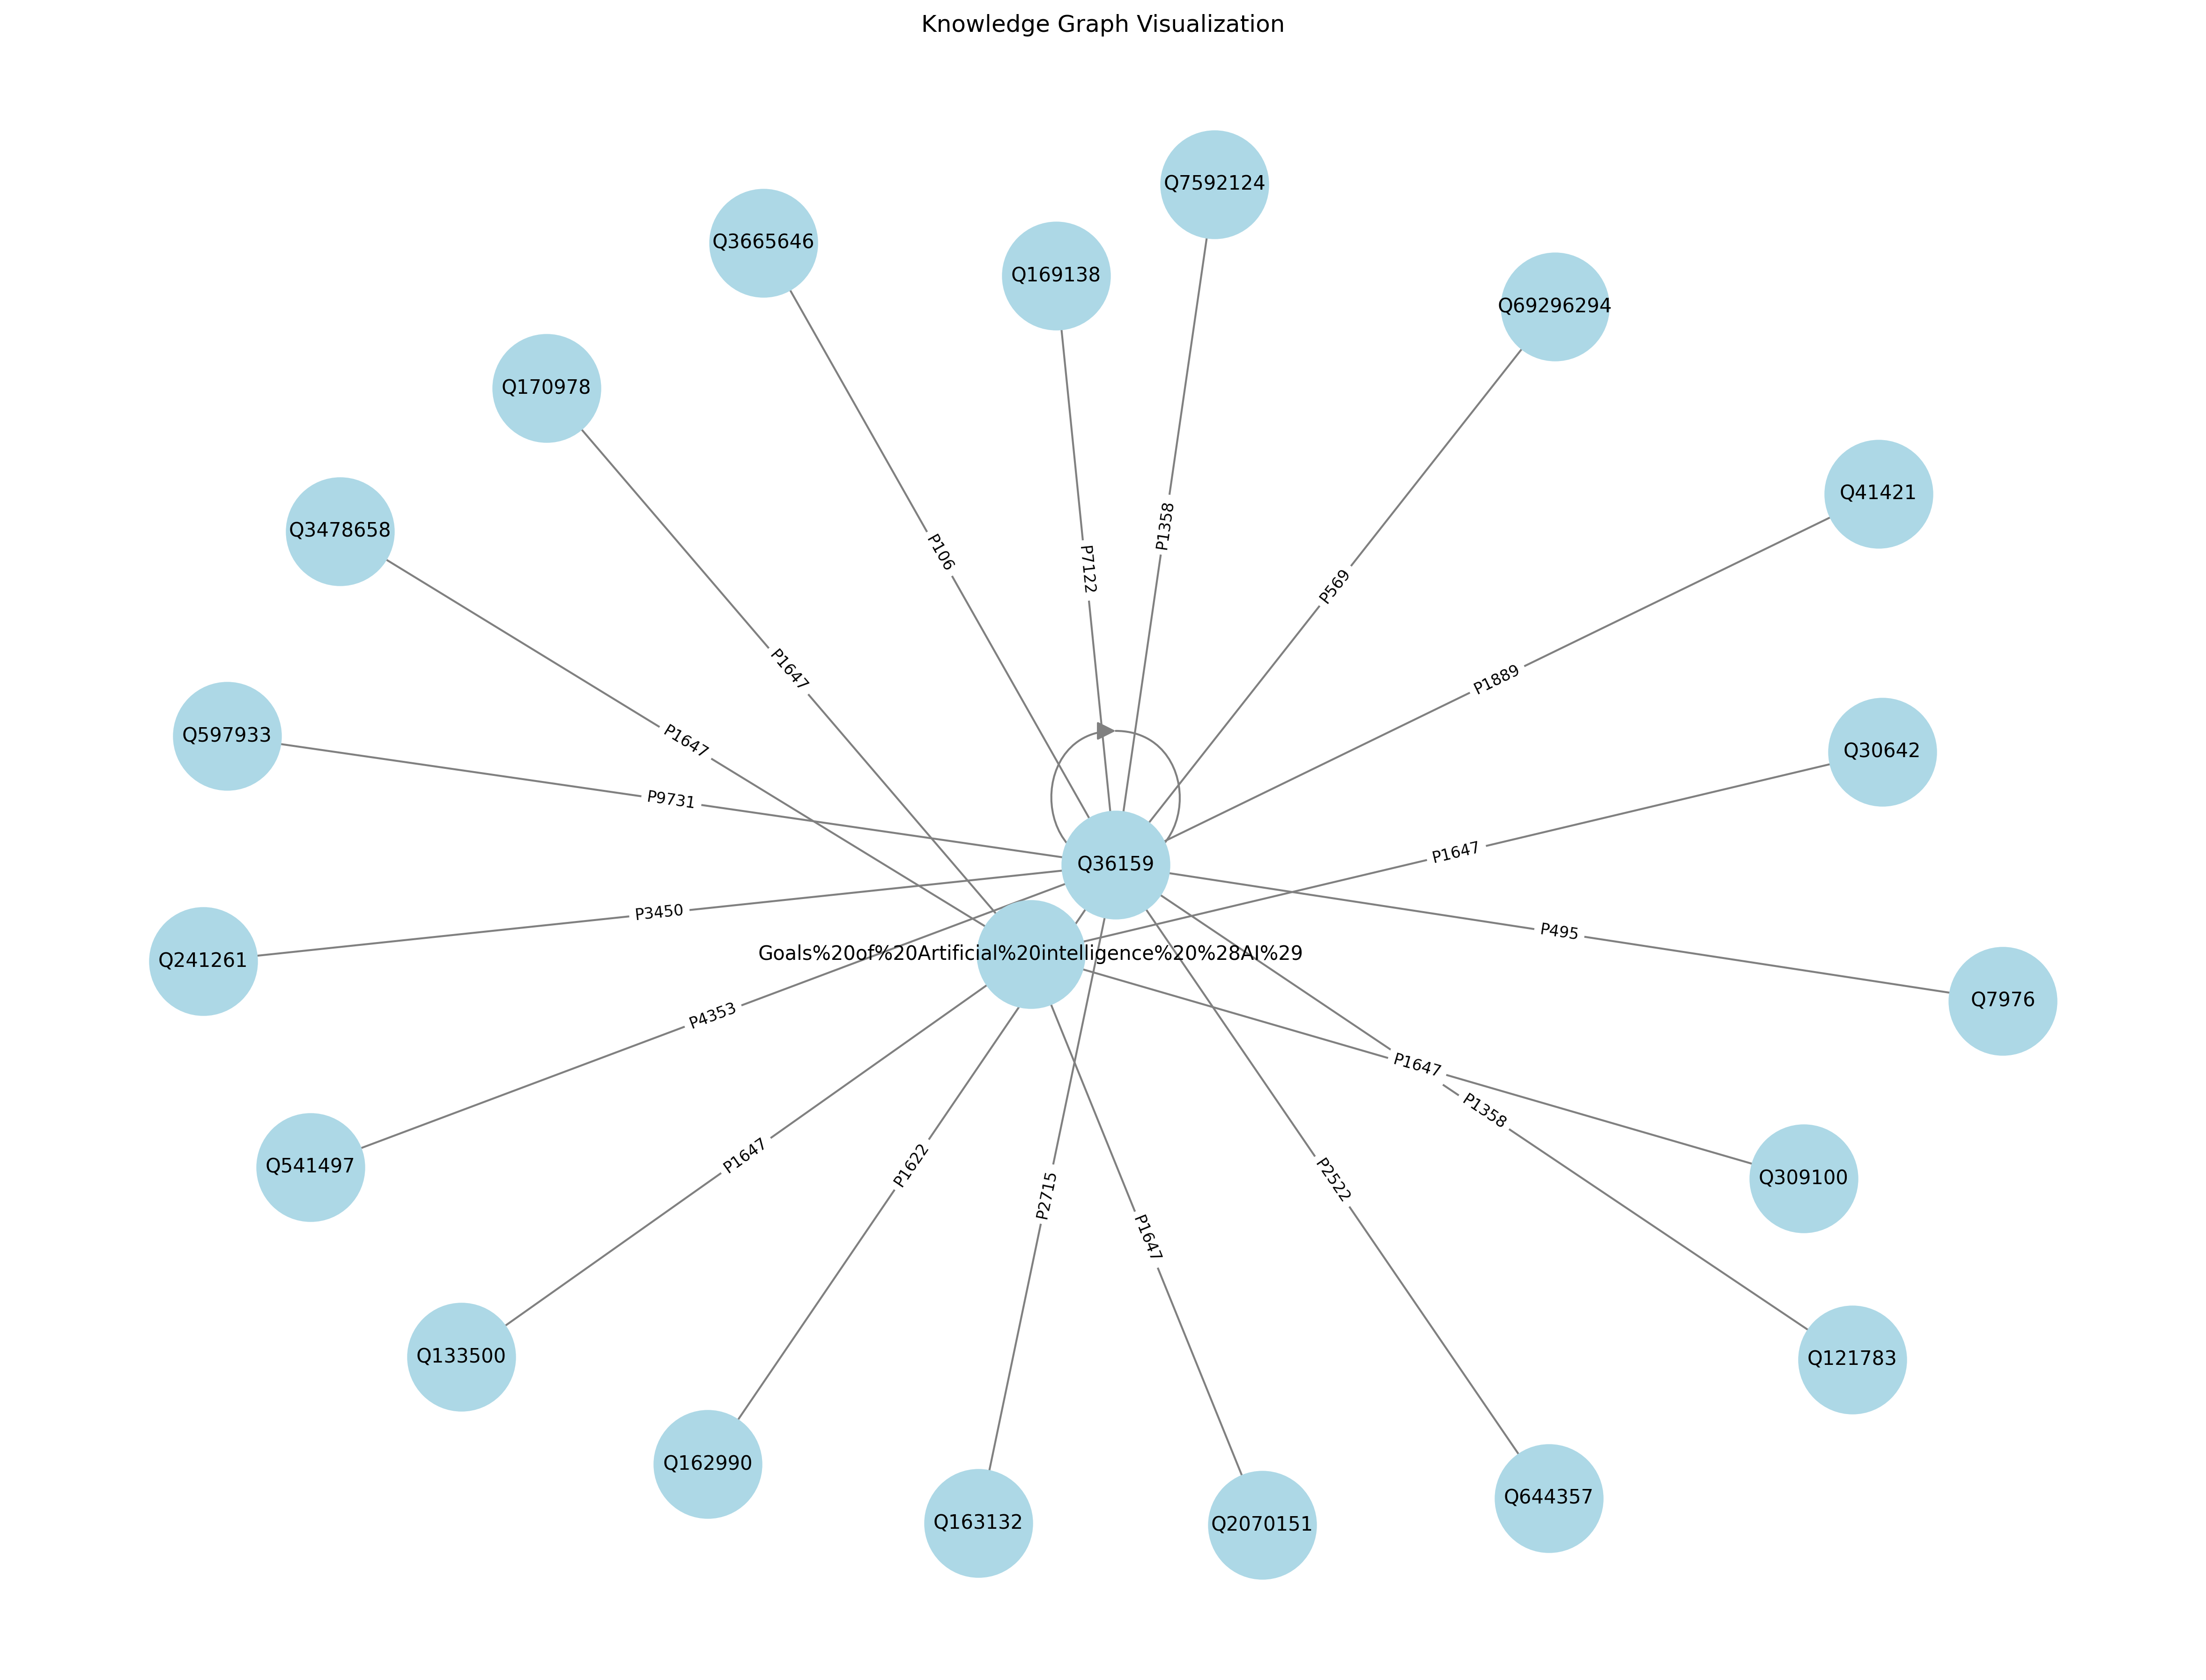 Knowledge Graph Visualization
Q7592124
Q3665646
Q169138
Q69296294
Q170978
Q41421
Q3478658
P1358
P106
P7122
P569
P1647
P1889
Q597933
P1647
Q30642
P9731
P1647
Q36159
P3450
P495
Goals%20of%20Artificial%20intelligence%20%28AI%29
Q241261
Q7976
P4353
P1647
P1358
Q541497
P1647
P1622
P2715
P2522
Q309100
P1647
Q133500
Q121783
Q162990
Q163132
Q2070151
Q644357